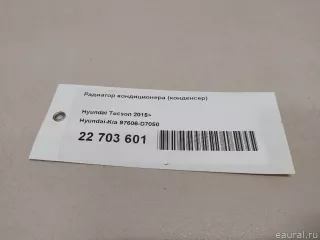 Радиатор кондиционера (конденсер)
Hyundai Tucson 2015>
Hyundai-Kia 97606-D7050
22 703 601
© eaural.ru